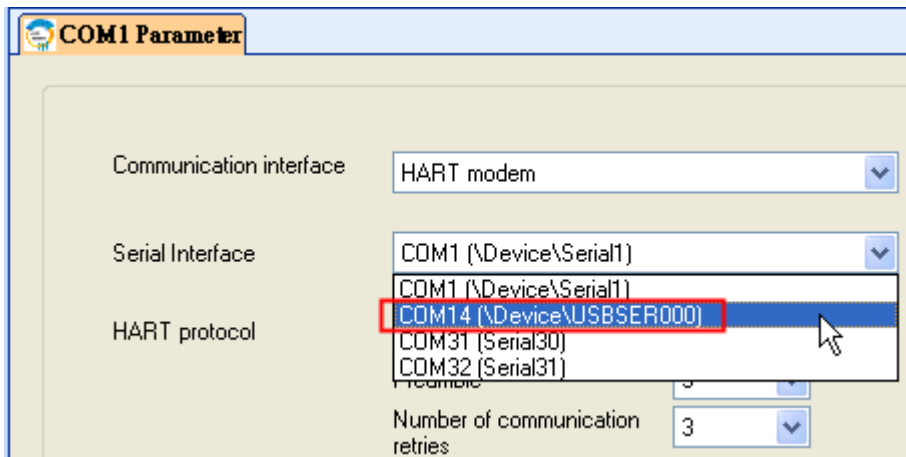 COM1 Parameter
Communication interface
HART modem
Serial Interface
COM1 (\Device\Serial1)
COM1 (\Device\Serial1)
COM14 (\Device\USBSER000)
HART protocol
COM31 (Serial30)
COM32 (Serial31)
Preamble
Number of communication
retries
3